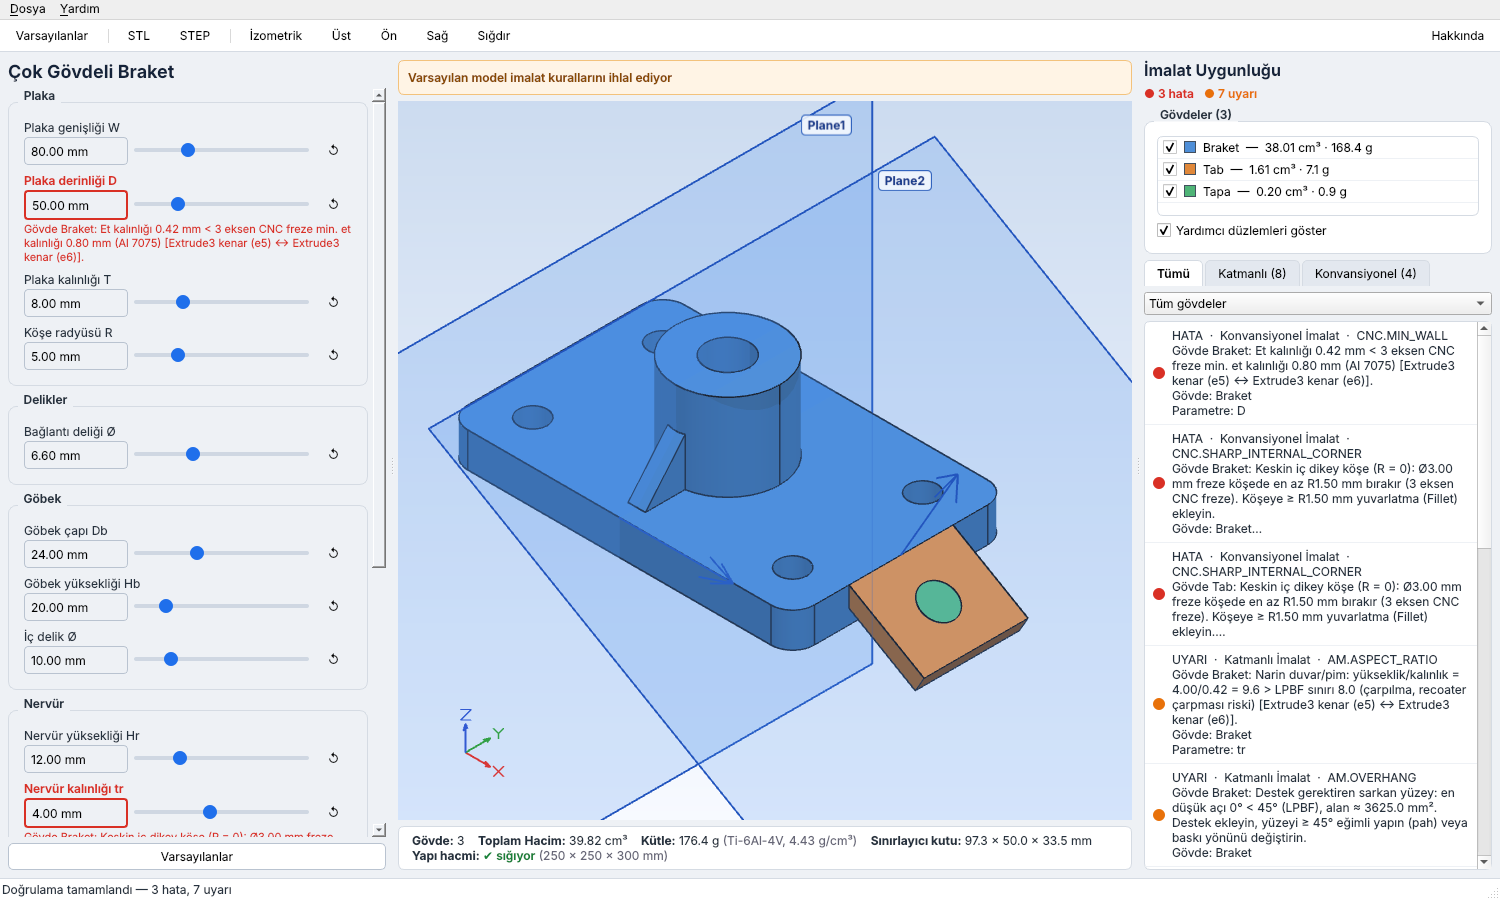 Dosya Yardım
Varsayılanlar STL STEP İzometrik Üst Ön Sağ Sığdır Hakkında
Çok Gövdeli Braket
Plaka
Plaka genişliği W
80.00 mm
Plaka derinliği D
50.00 mm
Gövde Braket: Et kalınlığı 0.42 mm < 3 eksen CNC freze min. et
kalınlığı 0.80 mm (Al 7075) [Extrude3 kenar (e5) ↔ Extrude3
kenar (e6)].
Plaka kalınlığı T
8.00 mm
Köşe radyüsü R
5.00 mm
Delikler
Bağlantı deliği Ø
6.60 mm
Göbek
Göbek çapı Db
24.00 mm
Göbek yüksekliği Hb
20.00 mm
İç delik Ø
10.00 mm
Nervür
Nervür yüksekliği Hr
12.00 mm
Nervür kalınlığı tr
4.00 mm
Gövde Braket: Keskin iç dikey köşe (R = 0): Ø3.00 mm freze
Varsayılanlar
Varsayılan model imalat kurallarını ihlal ediyor
Plane1
Plane2
Z
Y
X
Gövde: 3 Toplam Hacim: 39.82 cm³ Kütle: 176.4 g (Ti-6Al-4V, 4.43 g/cm³) Sınırlayıcı kutu: 97.3 × 50.0 × 33.5 mm
Yapı hacmi: ✔ sığıyor (250 × 250 × 300 mm)
İmalat Uygunluğu
3 hata 7 uyarı
Gövdeler (3)
Braket — 38.01 cm³ · 168.4 g
Tab — 1.61 cm³ · 7.1 g
Tapa — 0.20 cm³ · 0.9 g
Yardımcı düzlemleri göster
Tümü Katmanlı (8) Konvansiyonel (4)
Tüm gövdeler
HATA · Konvansiyonel İmalat · CNC.MIN_WALL
Gövde Braket: Et kalınlığı 0.42 mm < 3 eksen CNC
freze min. et kalınlığı 0.80 mm (Al 7075) [Extrude3
kenar (e5) ↔ Extrude3 kenar (e6)].
Gövde: Braket
Parametre: D
HATA · Konvansiyonel İmalat ·
CNC.SHARP_INTERNAL_CORNER
Gövde Braket: Keskin iç dikey köşe (R = 0): Ø3.00
mm freze köşede en az R1.50 mm bırakır (3 eksen
CNC freze). Köşeye ≥ R1.50 mm yuvarlatma (Fillet)
ekleyin.
Gövde: Braket...
HATA · Konvansiyonel İmalat ·
CNC.SHARP_INTERNAL_CORNER
Gövde Tab: Keskin iç dikey köşe (R = 0): Ø3.00 mm
freze köşede en az R1.50 mm bırakır (3 eksen CNC
freze). Köşeye ≥ R1.50 mm yuvarlatma (Fillet)
ekleyin....
UYARI · Katmanlı İmalat · AM.ASPECT_RATIO
Gövde Braket: Narin duvar/pim: yükseklik/kalınlık =
4.00/0.42 = 9.6 > LPBF sınırı 8.0 (çarpılma, recoater
çarpması riski) [Extrude3 kenar (e5) ↔ Extrude3
kenar (e6)].
Gövde: Braket
Parametre: tr
UYARI · Katmanlı İmalat · AM.OVERHANG
Gövde Braket: Destek gerektiren sarkan yüzey: en
düşük açı 0° < 45° (LPBF), alan ≈ 3625.0 mm².
Destek ekleyin, yüzeyi ≥ 45° eğimli yapın (pah) veya
baskı yönünü değiştirin.
Gövde: Braket
Doğrulama tamamlandı — 3 hata, 7 uyarı